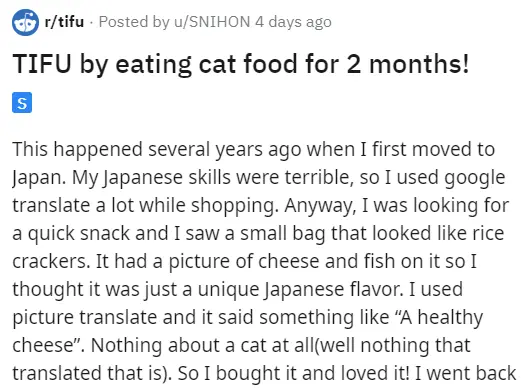 r/tifu · Posted by u/SNIHON 4 days ago
TIFU by eating cat food for 2 months!
S
This happened several years ago when I first moved to
Japan. My Japanese skills were terrible, so I used google
translate a lot while shopping. Anyway, I was looking for
a quick snack and I saw a small bag that looked like rice
crackers. It had a picture of cheese and fish on it so I
thought it was just a unique Japanese flavor. I used
picture translate and it said something like “A healthy
cheese”. Nothing about a cat at all(well nothing that
translated that is). So I bought it and loved it! I went back